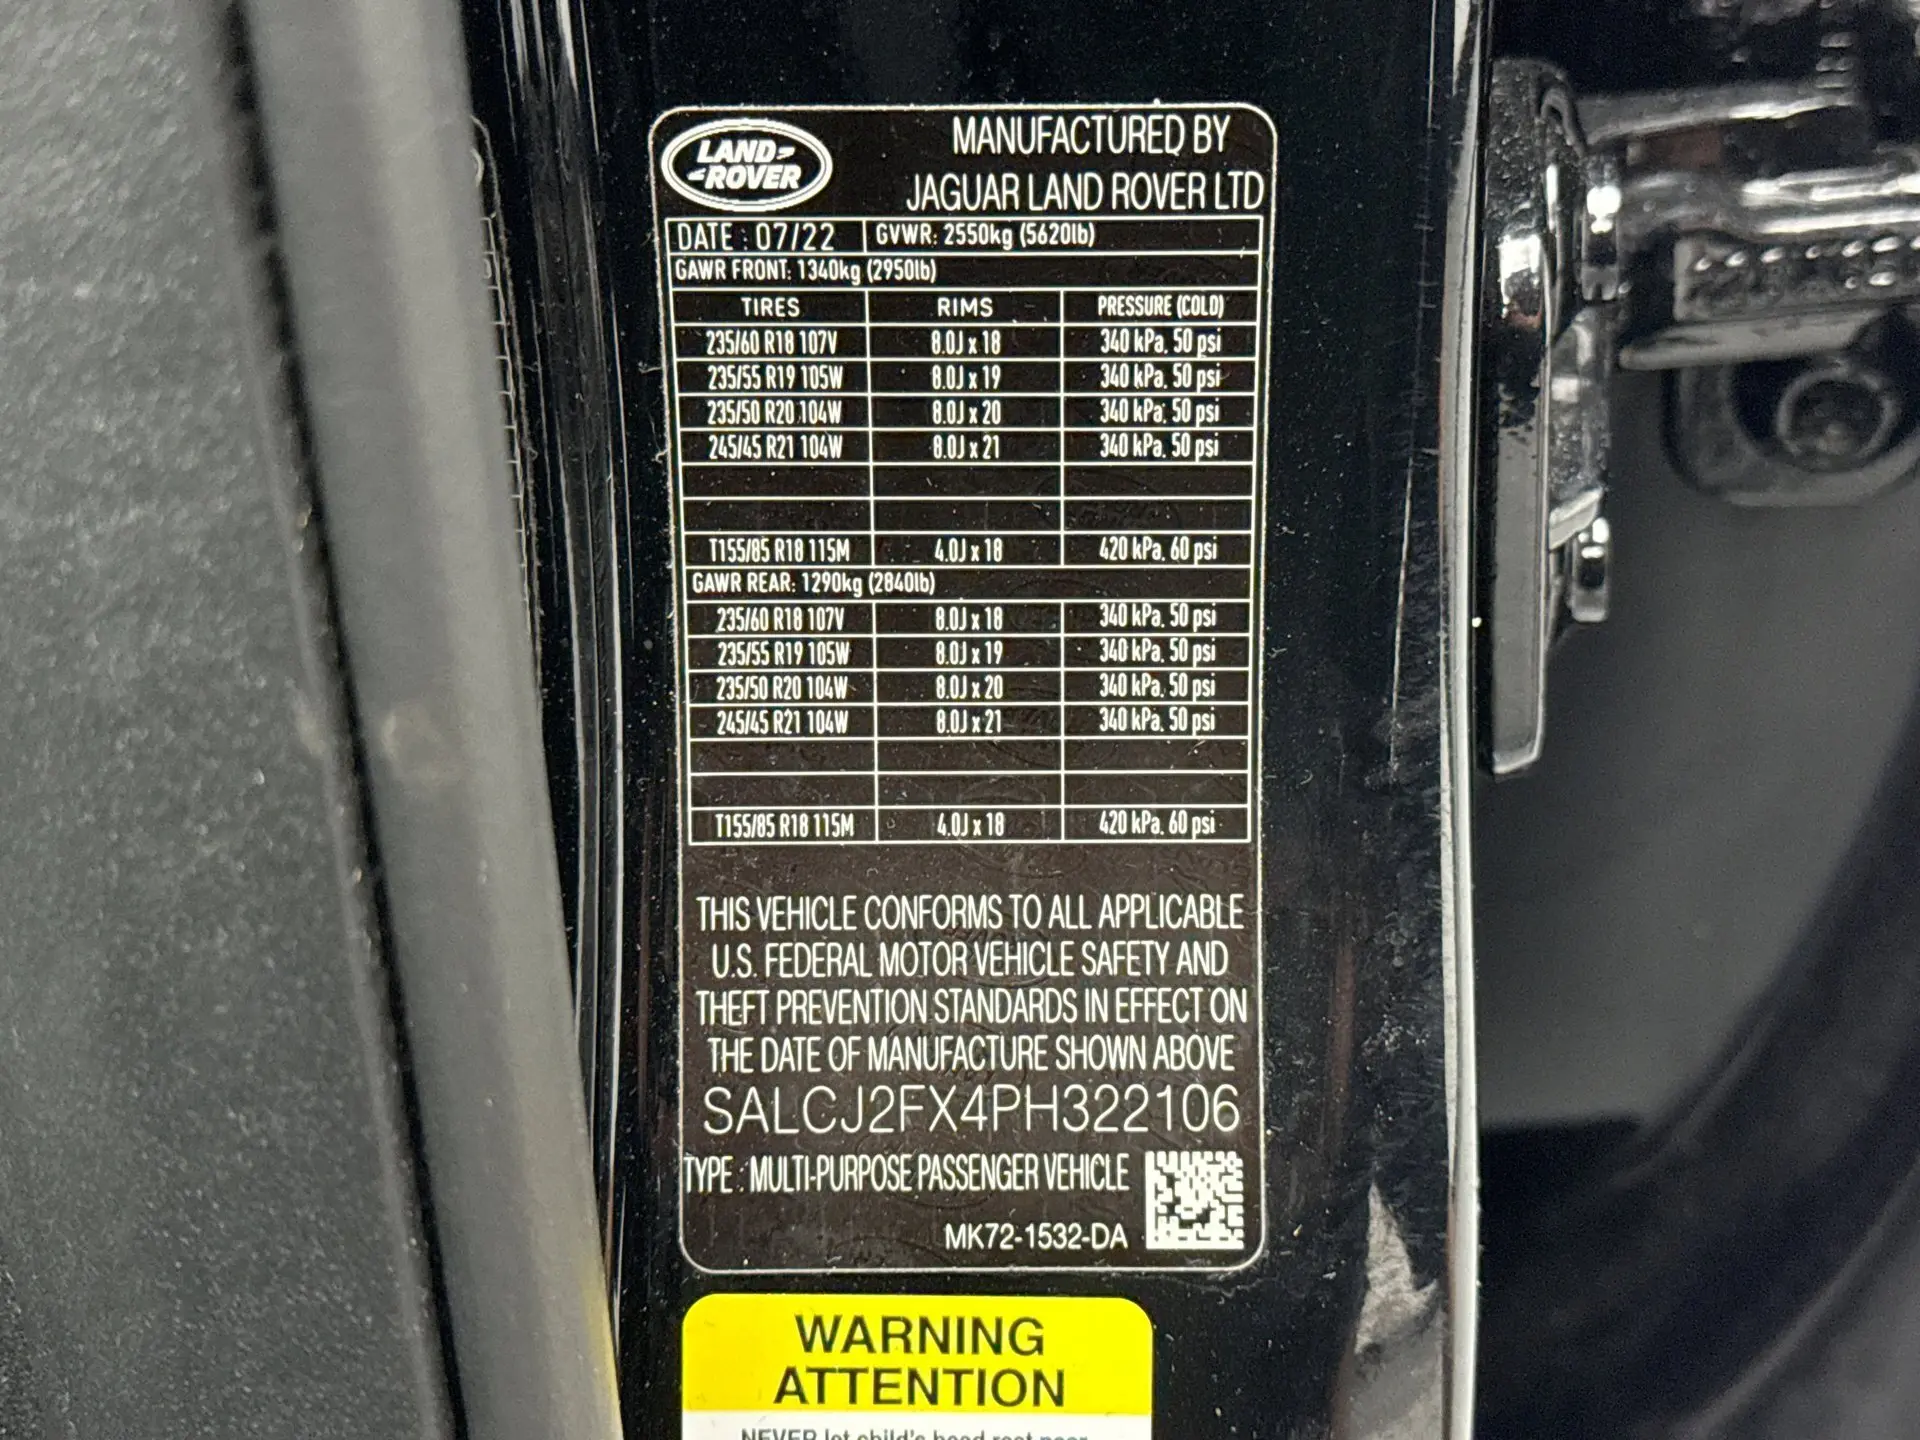 LAND ROVER
MANUFACTURED BY
JAGUAR LAND ROVER LTD
DATE : 07/22 GVWR: 2550kg (5620lb)
GAWR FRONT: 1340kg (2950lb)
TIRES RIMS PRESSURE (COLD)
235/60 R18 107V 8.0J x 18 340 kPa, 50 psi
235/55 R19 105W 8.0J x 19 340 kPa, 50 psi
235/50 R20 104W 8.0J x 20 340 kPa, 50 psi
245/45 R21 104W 8.0J x 21 340 kPa, 50 psi
T155/85 R18 115M 4.0J x 18 420 kPa, 60 psi
GAWR REAR: 1290kg (2840lb)
235/60 R18 107V 8.0J x 18 340 kPa, 50 psi
235/55 R19 105W 8.0J x 19 340 kPa, 50 psi
235/50 R20 104W 8.0J x 20 340 kPa, 50 psi
245/45 R21 104W 8.0J x 21 340 kPa, 50 psi
T155/85 R18 115M 4.0J x 18 420 kPa, 60 psi
THIS VEHICLE CONFORMS TO ALL APPLICABLE
U.S. FEDERAL MOTOR VEHICLE SAFETY AND
THEFT PREVENTION STANDARDS IN EFFECT ON
THE DATE OF MANUFACTURE SHOWN ABOVE
SALCJ2FX4PH322106
TYPE : MULTI-PURPOSE PASSENGER VEHICLE
MK72-1532-DA
WARNING
ATTENTION
NEVER let child's head rest near